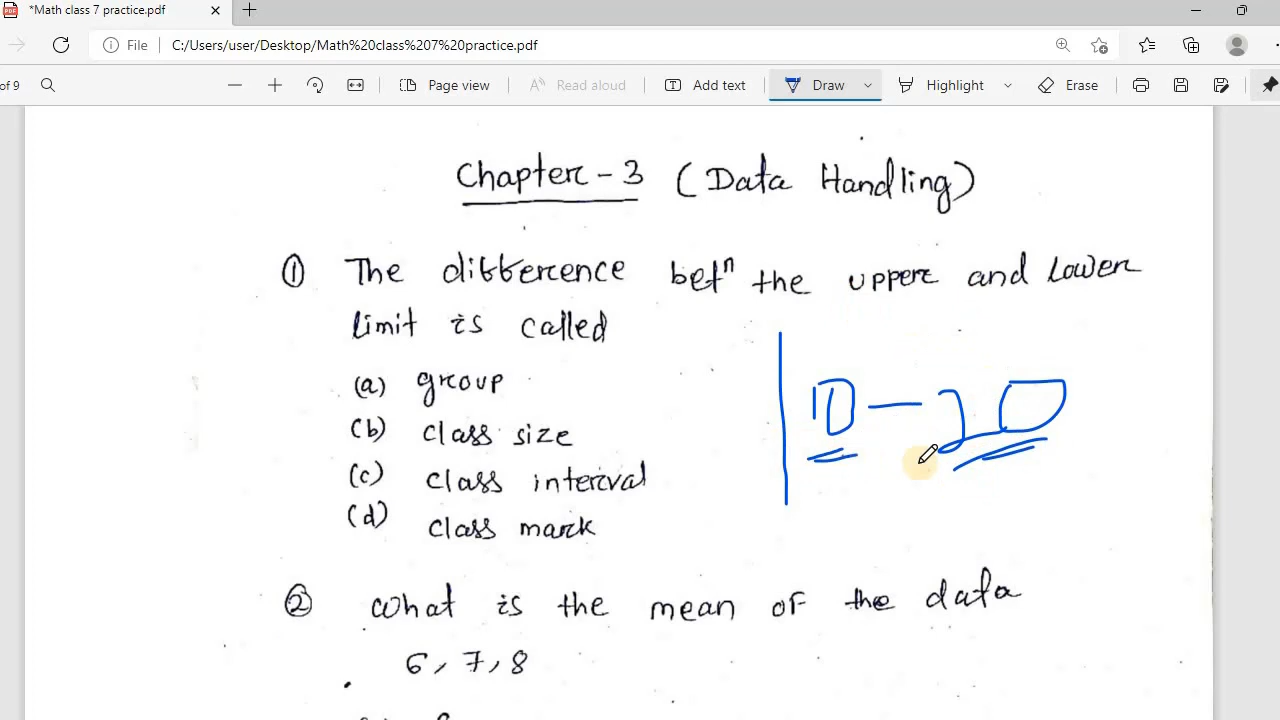 *Math class 7 practice.pdf
File C:/Users/user/Desktop/Math%20class%207%20practice.pdf
of 9 Page view Read aloud Add text Draw Highlight Erase
Chapter - 3 (Data Handling)
① The difference betⁿ the upper and lower
limit is called
(a) group
(b) class size
(c) class interval
(d) class mark
10 - 20
② What is the mean of the data
6, 7, 8